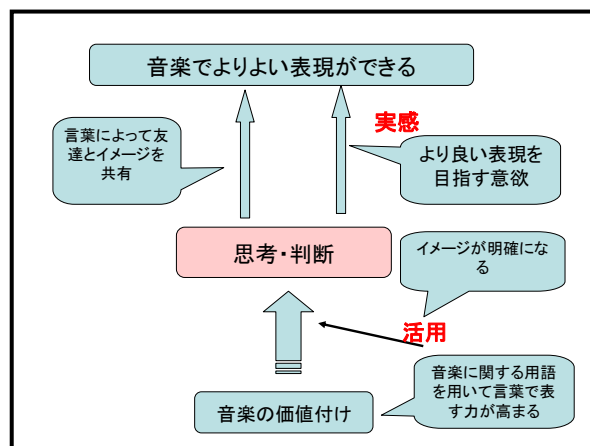 音楽でよりよい表現ができる
言葉によって友
達とイメージを
共有
実感
より良い表現を
目指す意欲
思考・判断
イメージが明確にな
る
活用
音楽に関する用語
を用いて言葉で表
す力が高まる
音楽の価値付け